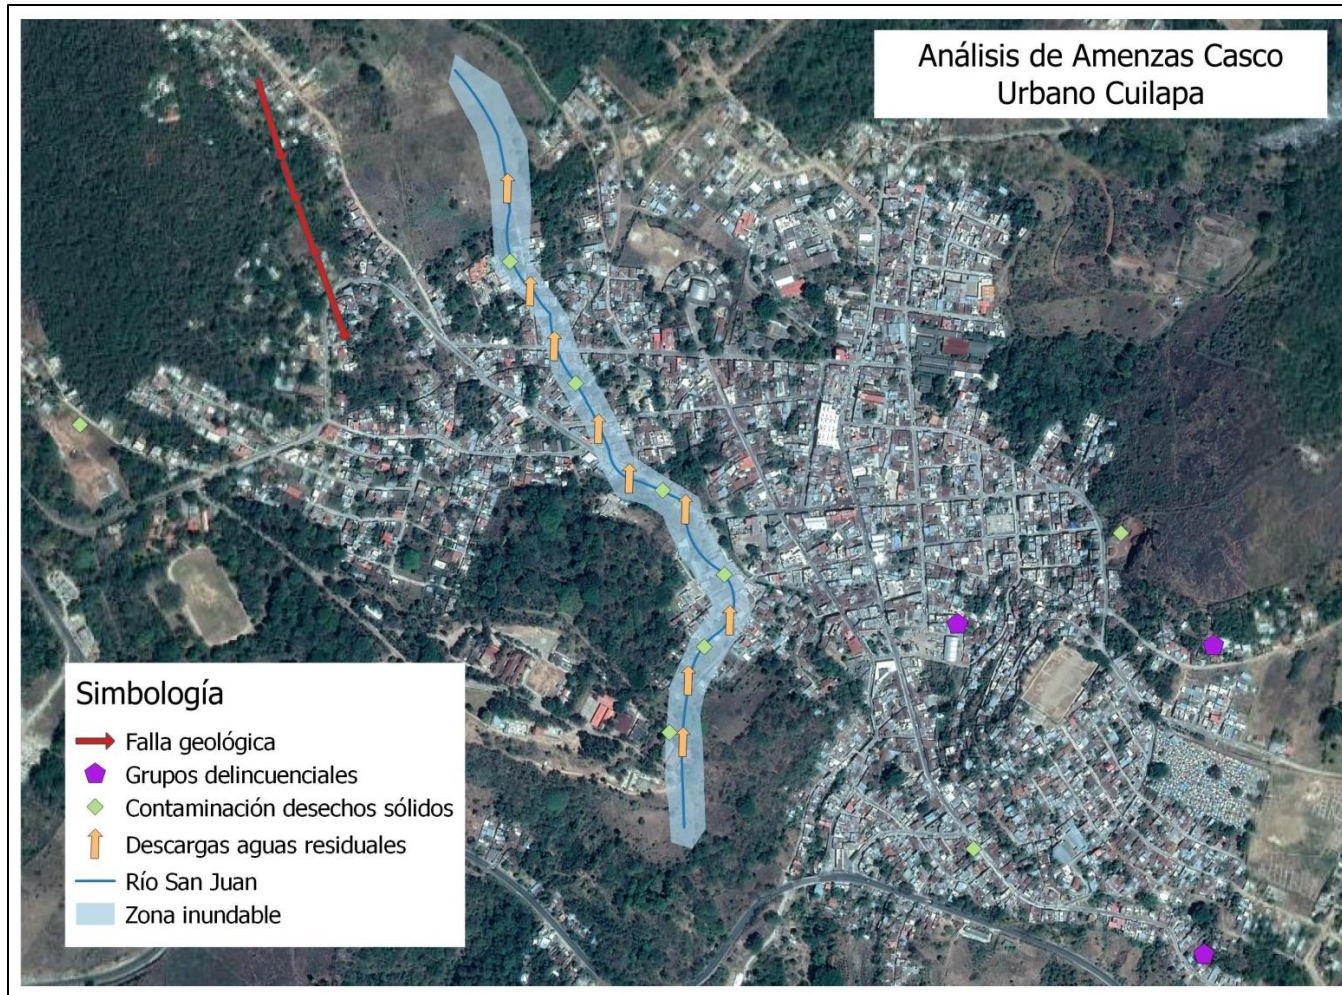 Análisis de Amenzas Casco
Urbano Cuilapa
Simbología
Falla geológica
Grupos delincuenciales
Contaminación desechos sólidos
Descargas aguas residuales
Río San Juan
Zona inundable